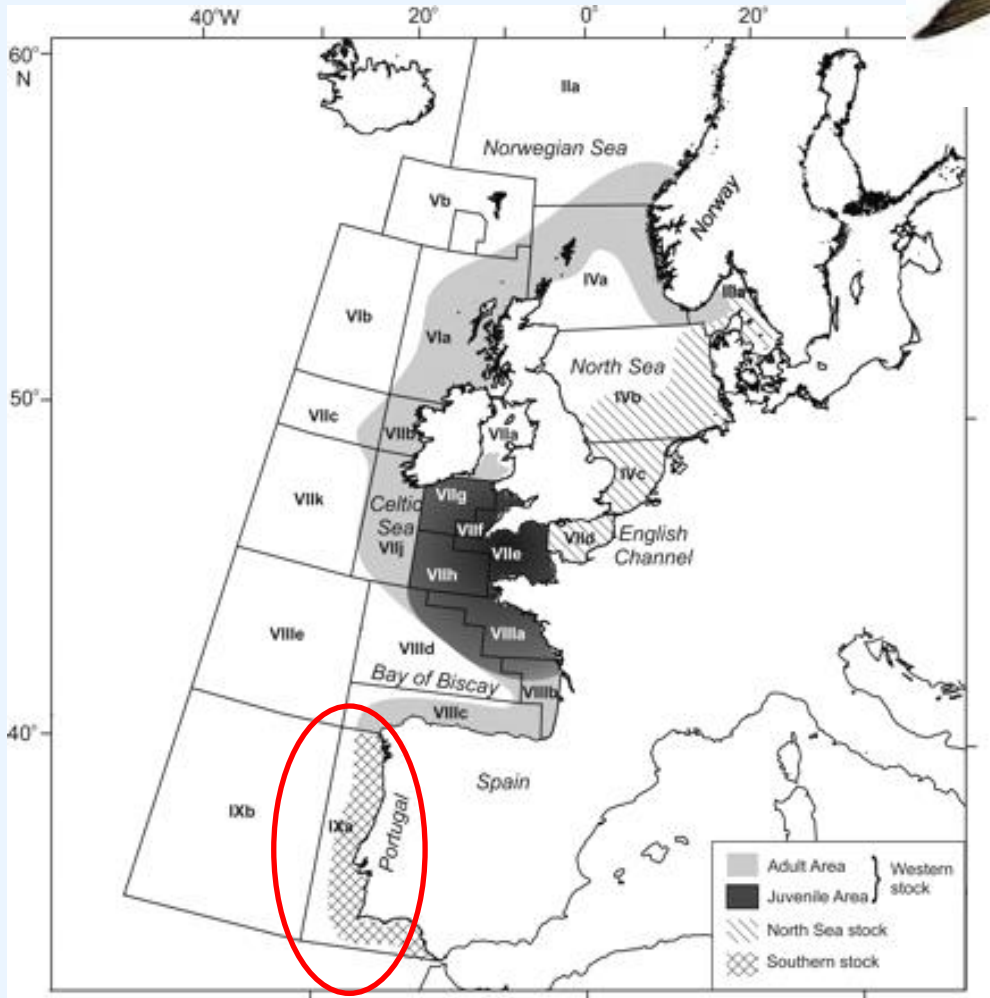 40°W
20°
0°
20°
60°
N
IIa
Norwegian Sea
Vb
Norway
IVa
IIIa
VIb
VIa
North Sea
50°
IVb
VIIc
VIIb
VIIa
IVc
VIIk
Celtic
Sea
VIIg
VIIf
VIId
English
Channel
VIIj
VIIe
VIIh
VIIIe
VIIId
VIIIa
Bay of Biscay
VIIIb
VIIIc
40°
Spain
IXb
IXa
Portugal
Adult Area
Juvenile Area
Western
stock
North Sea stock
Southern stock